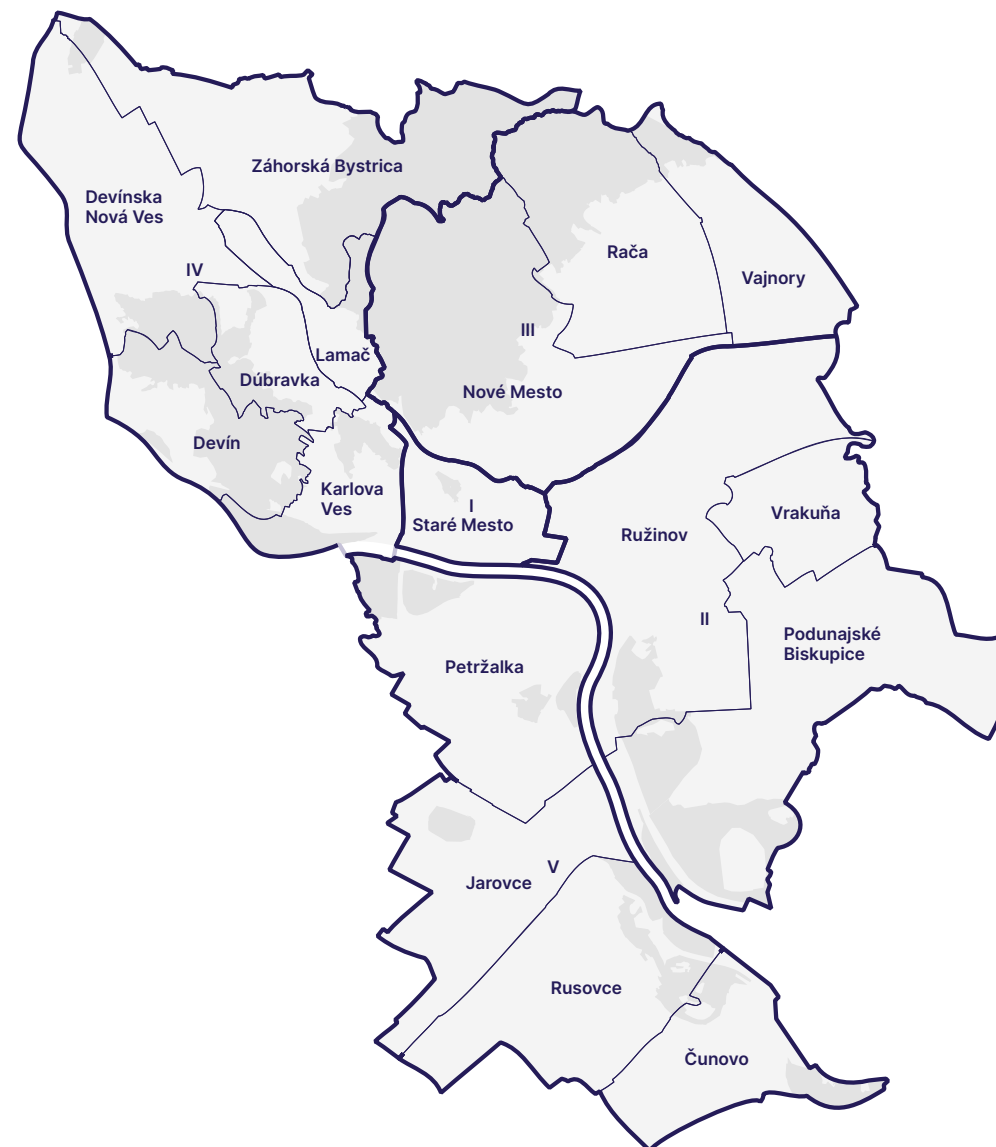 Záhorská Bystrica
Devínska
Nová Ves
Rača
Vajnory
IV
III
Lamač
Dúbravka
Nové Mesto
Devín
Karlova
Ves
I
Staré Mesto
Vrakuňa
Ružinov
II
Podunajské
Biskupice
Petržalka
V
Jarovce
Rusovce
Čunovo